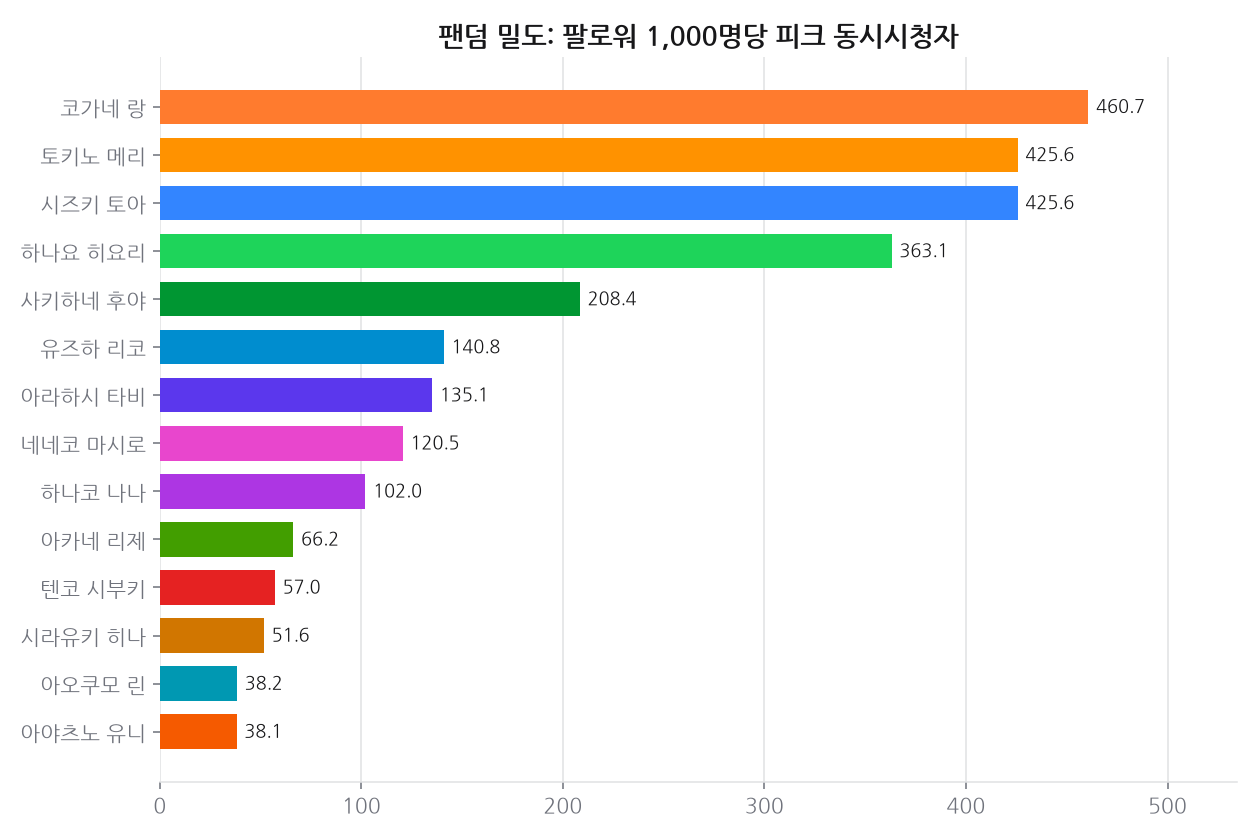 팬덤 밀도: 팔로워 1,000명당 피크 동시시청자
코가네 랑 460.7
토키노 메리 425.6
시즈키 토아 425.6
하나요 히요리 363.1
사키하네 후야 208.4
유즈하 리코 140.8
아라하시 타비 135.1
네네코 마시로 120.5
하나코 나나 102.0
아카네 리제 66.2
텐코 시부키 57.0
시라유키 히나 51.6
아오쿠모 린 38.2
아야츠노 유니 38.1
0 100 200 300 400 500